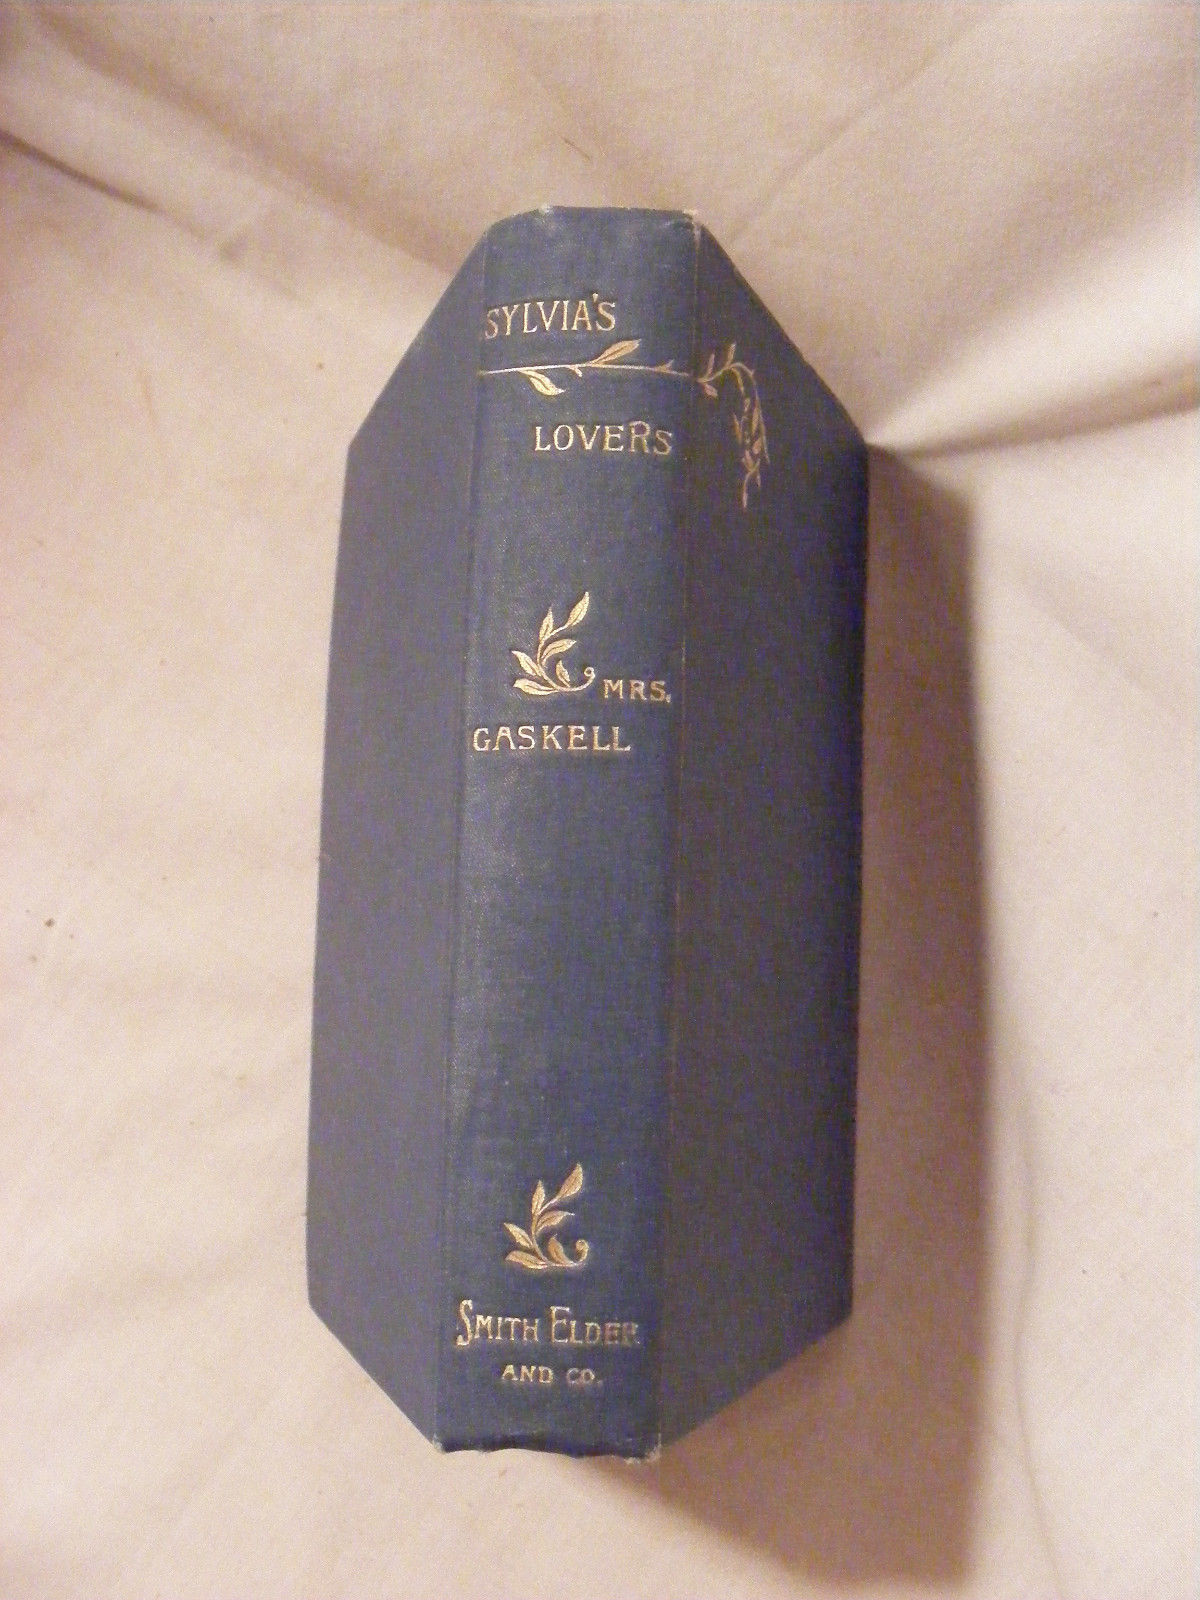 SYLVIA'S
LOVERS
MRS.
GASKELL
SMITH ELDER
AND CO.